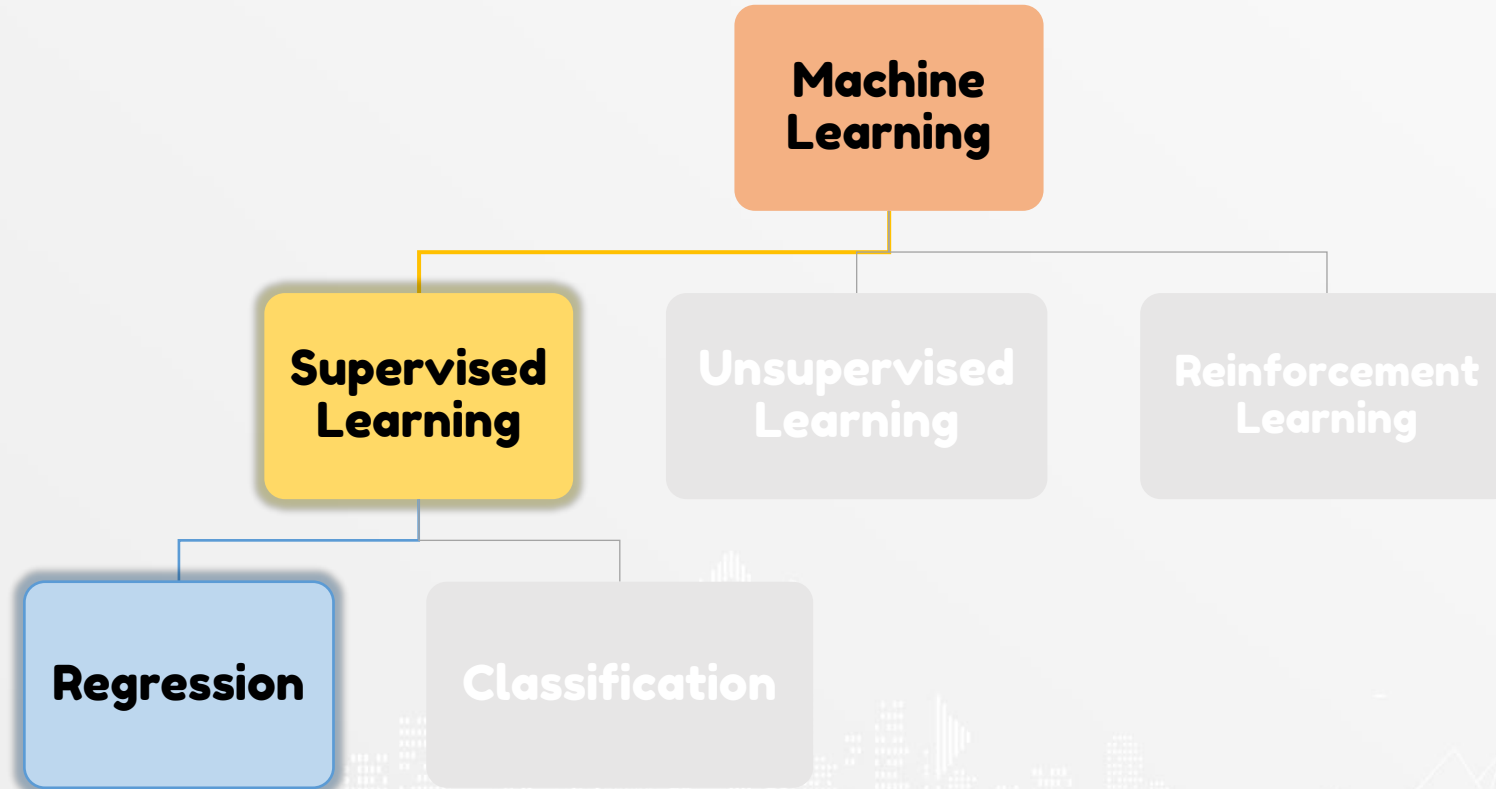 Machine
Learning
Supervised
Learning
Unsupervised
Learning
Reinforcement
Learning
Regression
Classification